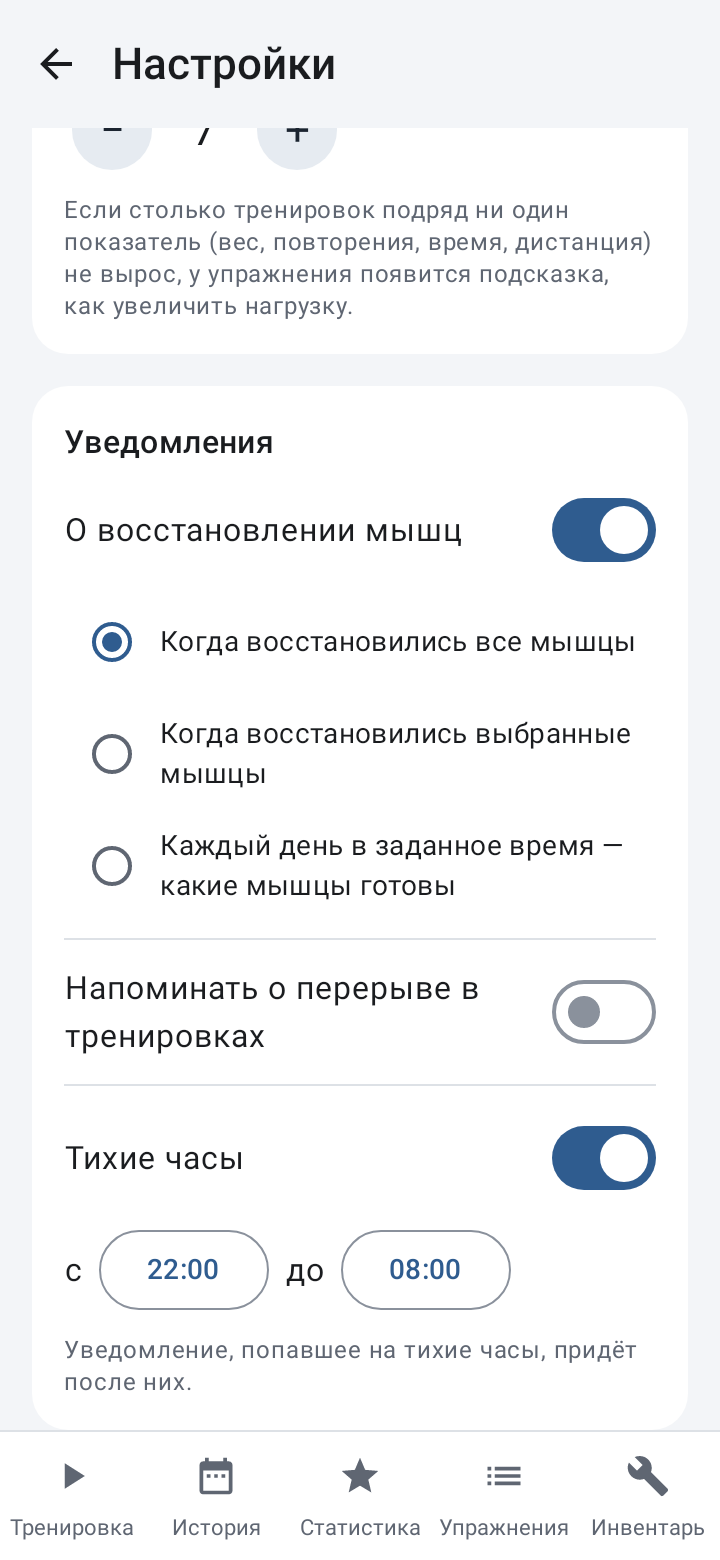 Настройки
Если столько тренировок подряд ни один
показатель (вес, повторения, время, дистанция)
не вырос, у упражнения появится подсказка,
как увеличить нагрузку.
Уведомления
О восстановлении мышц
Когда восстановились все мышцы
Когда восстановились выбранные
мышцы
Каждый день в заданное время —
какие мышцы готовы
Напоминать о перерыве в
тренировках
Тихие часы
с 22:00 до 08:00
Уведомление, попавшее на тихие часы, придёт
после них.
Тренировка История Статистика Упражнения Инвентарь